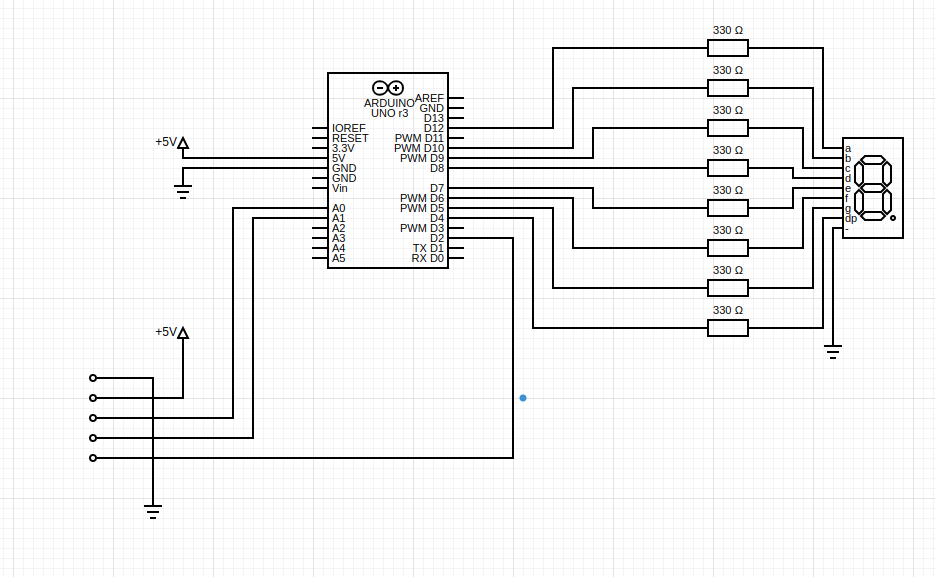 330 Ω
330 Ω
330 Ω
330 Ω
330 Ω
330 Ω
330 Ω
330 Ω
+5V
ARDUINO
UNO r3
IOREF
RESET
3.3V
5V
GND
GND
Vin
A0
A1
A2
A3
A4
A5
AREF
GND
D13
D12
PWM D11
PWM D10
PWM D9
D8
D7
PWM D6
PWM D5
D4
PWM D3
D2
TX D1
RX D0
a
b
c
d
e
f
g
dp
-
+5V